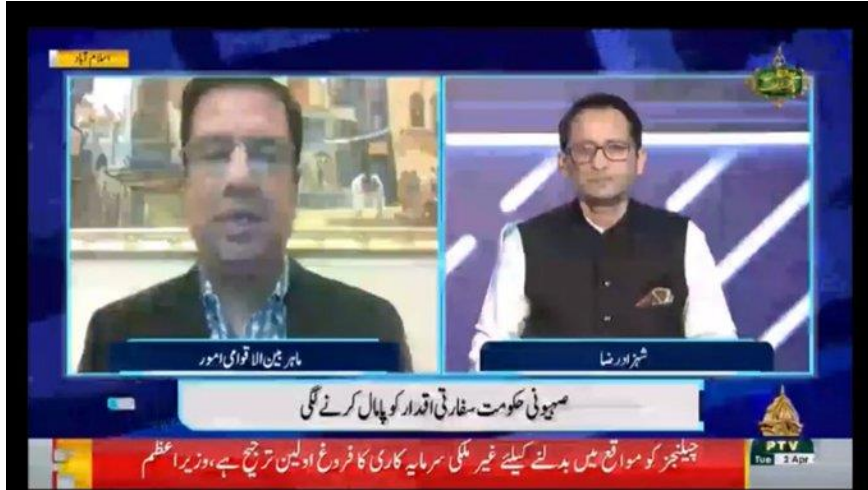 اسلام آباد
ماہر بین الاقوامی امور
شہزاد رضا
صیہونی حکومت سفارتی اقدار کو پامال کرنے لگی
PTV
Tue 2 Apr
چیلنجز کو مواقع میں بدلنے کیلئے غیر ملکی سرمایہ کاری کا فروغ اولین ترجیح ہے،وزیراعظم